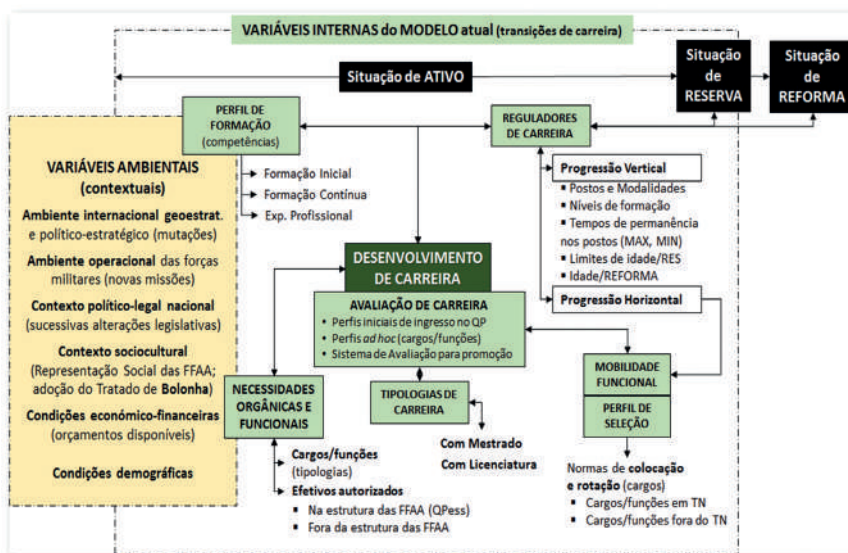 VARIÁVEIS INTERNAS do MODELO atual (transições de carreira)
Situação de ATIVO
Situação
de
RESERVA
Situação
de
REFORMA
PERFIL DE
FORMAÇÃO
(competências)
REGULADORES
DE CARREIRA
Formação Inicial
Formação Contínua
Exp. Profissional
Progressão Vertical
Postos e Modalidades
Níveis de formação
Tempos de permanência
nos postos (MAX, MIN)
Limites de idade/RES
Idade/REFORMA
Progressão Horizontal
VARIÁVEIS AMBIENTAIS
(contextuais)
Ambiente internacional geoestrat.
e político-estratégico (mutações)
Ambiente operacional das forças
militares (novas missões)
Contexto político-legal nacional
(sucessivas alterações legislativas)
Contexto sociocultural
(Representação Social das FFAA;
adoção do Tratado de Bolonha)
Condições económico-financeiras
(orçamentos disponíveis)
Condições demográficas
DESENVOLVIMENTO
DE CARREIRA
AVALIAÇÃO DE CARREIRA
• Perfis iniciais de ingresso no QP
• Perfis ad hoc (cargos/funções)
• Sistema de Avaliação para promoção
NECESSIDADES
ORGÂNICAS E
FUNCIONAIS
TIPOLOGIAS DE
CARREIRA
Com Mestrado
Com Licenciatura
MOBILIDADE
FUNCIONAL
PERFIL DE
SELEÇÃO
Cargos/funções
(tipologias)
Efetivos autorizados
Na estrutura das FFAA (QPess)
Fora da estrutura das FFAA
Normas de colocação
e rotação (cargos)
Cargos/funções em TN
Cargos/funções fora do TN